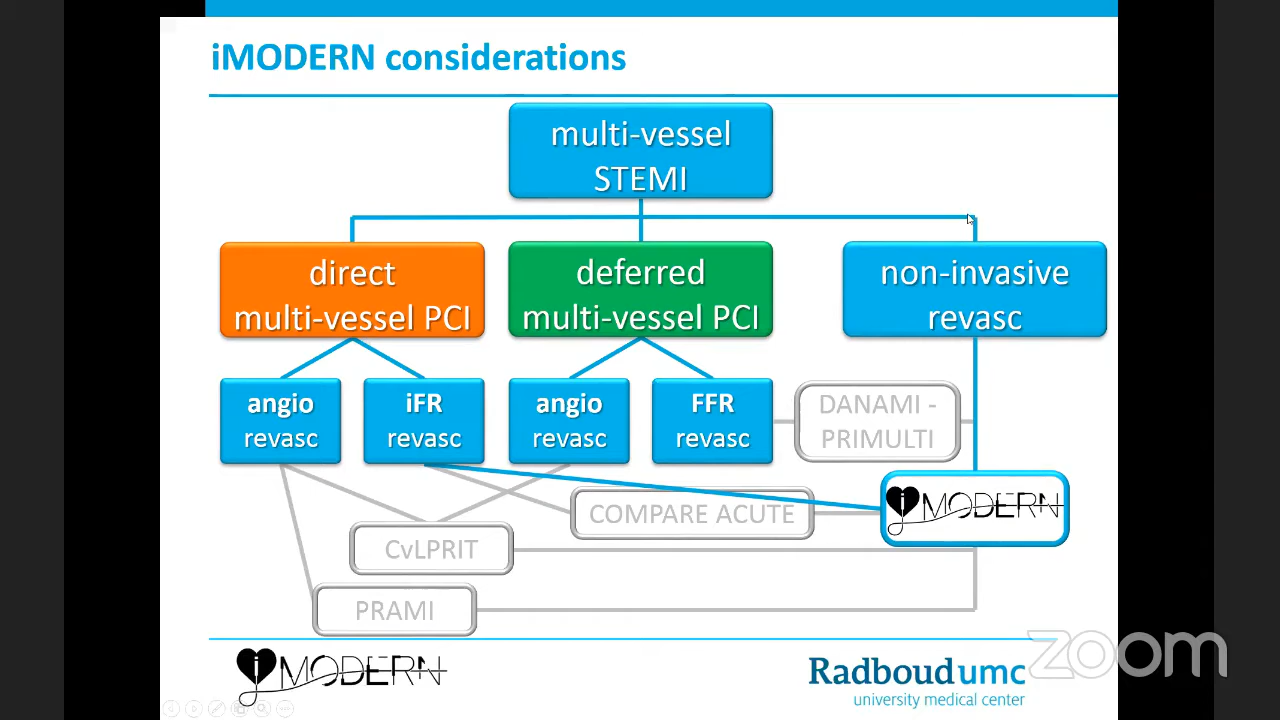 iMODERN considerations
multi-vessel
STEMI
direct
multi-vessel PCI
deferred
multi-vessel PCI
non-invasive
revasc
angio
revasc
iFR
revasc
angio
revasc
FFR
revasc
DANAMI -
PRIMULTI
COMPARE ACUTE
iMODERN
CvLPRIT
PRAMI
iMODERN
Radboudumc
university medical center
zoom